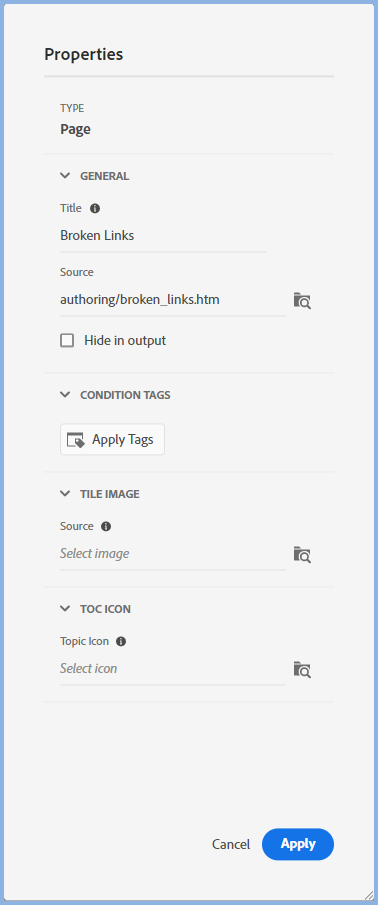 Properties
TYPE
Page
GENERAL
Title
Broken Links
Source
authoring/broken_links.htm
Hide in output
CONDITION TAGS
Apply Tags
TILE IMAGE
Source
Select image
TOC ICON
Topic Icon
Select icon
Cancel Apply